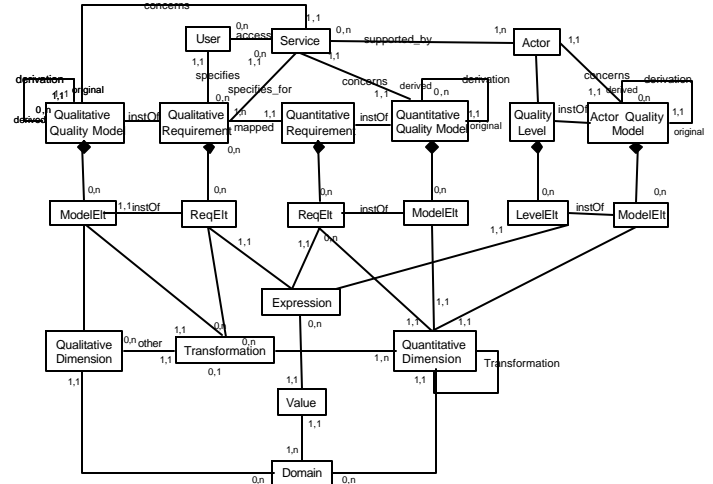 concerns
1,1
0,n
0,n
1,n
User
access
Service
supported_by
Actor
0,n
1,1
1,1
1,1
1,1
specifies
concerns
concerns
derivation
original
specifies_for
derived
derivation
derivation
1,1
0,n
1,1
0,n
1,1
derived
0,n
0,n
derived
Qualitative
Quality Model
instOf
Qualitative
Requirement
1,n
mapped
1,1
Quantitative
Requirement
instOf
Quantitative
Quality Model
1,1
original
Quality
Level
instOf
Actor Quality
Model
1,1
original
0,n
0,n
0,n
0,n
0,n
0,n
0,n
ModelElt
1,1
instOf
ReqElt
ReqElt
instOf
ModelElt
LevelElt
instOf
ModelElt
1,1
1,1
0,n
1,1
Expression
1,1
0,n
1,1
0,n
1,1
1,1
Qualitative
Dimension
0,n
other
1,1
Transformation
0,n
1,n
Quantitative
Dimension
Transformation
1,1
0,1
1,1
1,1
Value
1,1
1,n
0,n
Domain
0,n